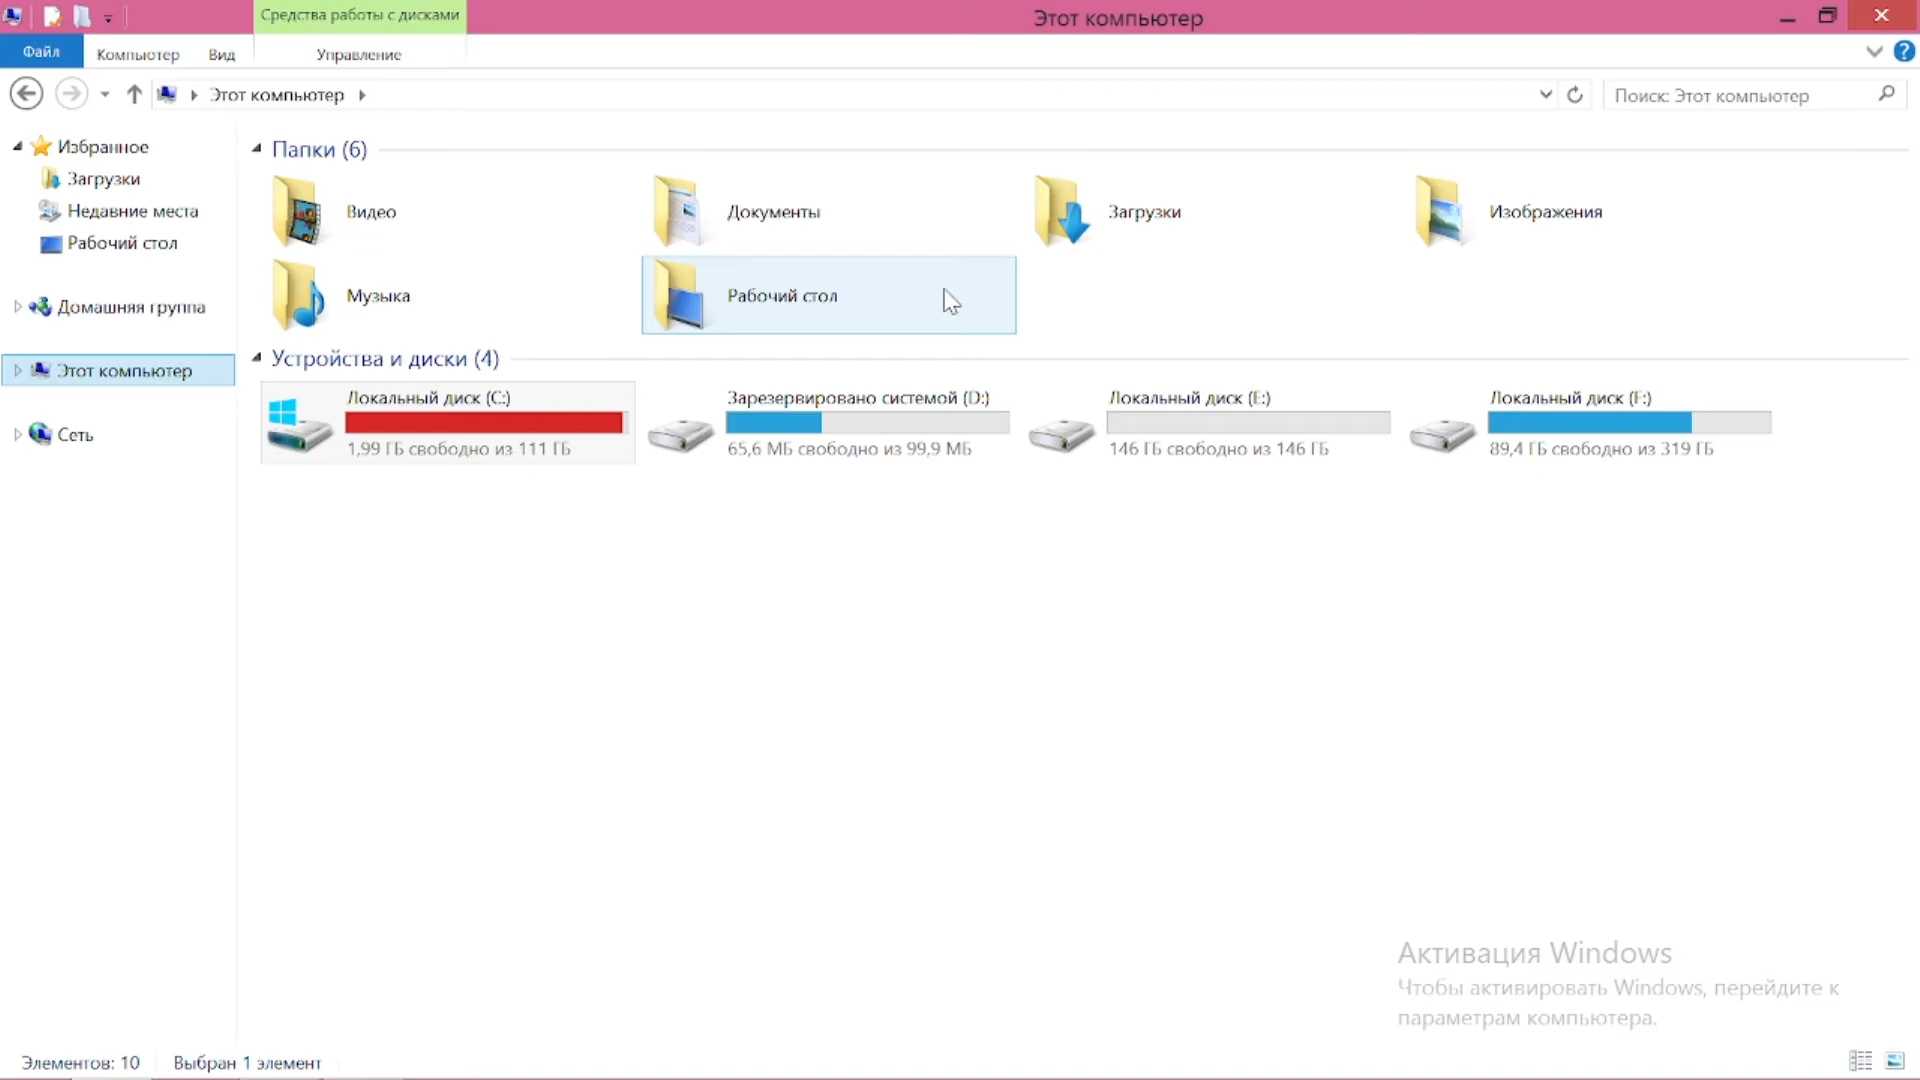 Средства работы с дисками
Этот компьютер
Файл
Компьютер
Вид
Управление
Этот компьютер
Поиск: Этот компьютер
Избранное
Загрузки
Недавние места
Рабочий стол
Домашняя группа
Этот компьютер
Сеть
Папки (6)
Видео
Документы
Загрузки
Изображения
Музыка
Рабочий стол
Устройства и диски (4)
Локальный диск (C:)
1,99 ГБ свободно из 111 ГБ
Зарезервировано системой (D:)
65,6 МБ свободно из 99,9 МБ
Локальный диск (E:)
146 ГБ свободно из 146 ГБ
Локальный диск (F:)
89,4 ГБ свободно из 319 ГБ
Активация Windows
Чтобы активировать Windows, перейдите к
параметрам компьютера.
Элементов: 10
Выбран 1 элемент